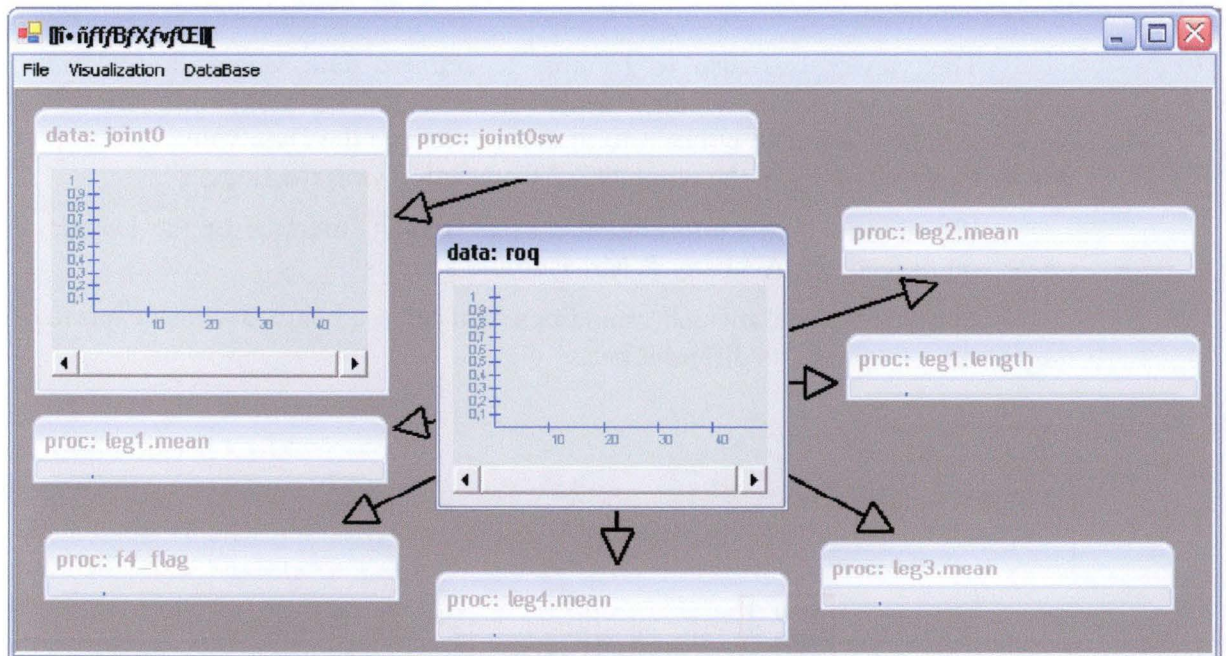 File Visualization DataBase
data: joint0
1
0,9
0,8
0,7
0,6
0,5
0,4
0,3
0,2
0,1
10 20 30 40
proc: joint0sw
data: roq
1
0,9
0,8
0,7
0,6
0,5
0,4
0,3
0,2
0,1
10 20 30 40
proc: leg2.mean
proc: leg1.length
proc: leg1.mean
proc: f4_flag
proc: leg4.mean
proc: leg3.mean